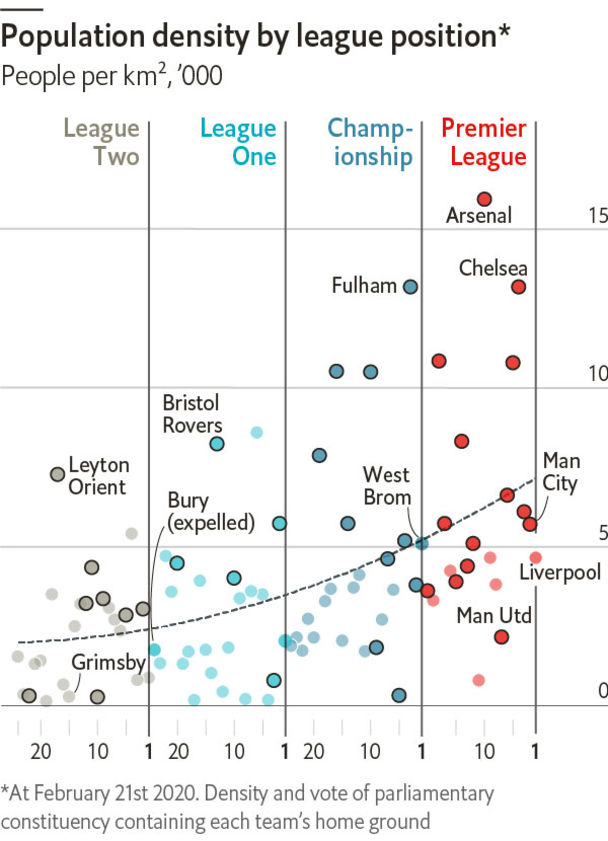 Population density by league position*
People per km², ’000
League
Two
League
One
Champ-
ionship
Premier
League
15
Arsenal
Chelsea
Fulham
10
Bristol
Rovers
Leyton
Orient
Bury
(expelled)
West
Brom
Man
City
5
Liverpool
Man Utd
Grimsby
0
20
10
1
20
10
1
20
10
1
10
1
*At February 21st 2020. Density and vote of parliamentary
constituency containing each team’s home ground